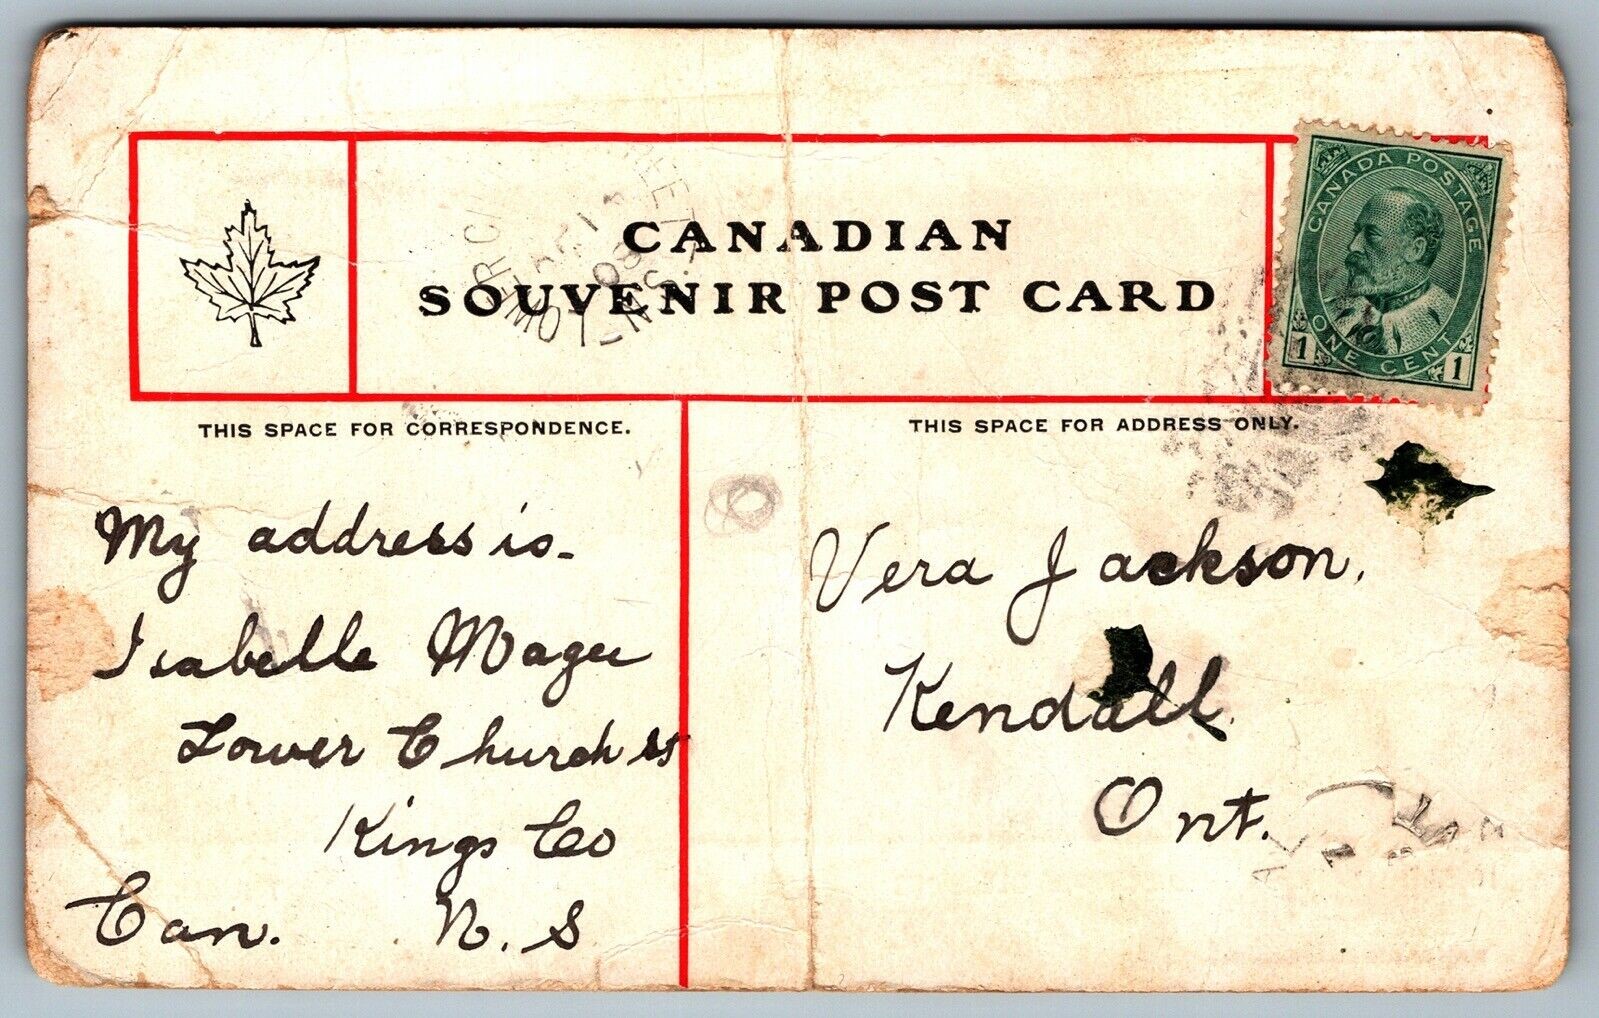 CANADIAN
SOUVENIR POST CARD
CANADA POSTAGE
ONE CENT
1 1
THIS SPACE FOR CORRESPONDENCE.
THIS SPACE FOR ADDRESS ONLY.
My address is-
Isabelle Magee
Lower Church st
Kings Co
Can. N. S
Vera Jackson,
Kendall
Ont.